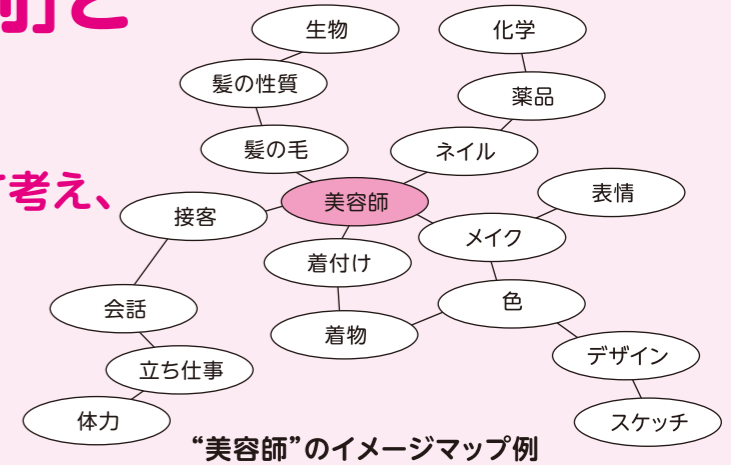 前と
て考え、
生物
化学
髪の性質
薬品
髪の毛
ネイル
美容師
表情
接客
メイク
着付け
会話
色
着物
立ち仕事
デザイン
体力
スケッチ
“美容師”のイメージマップ例